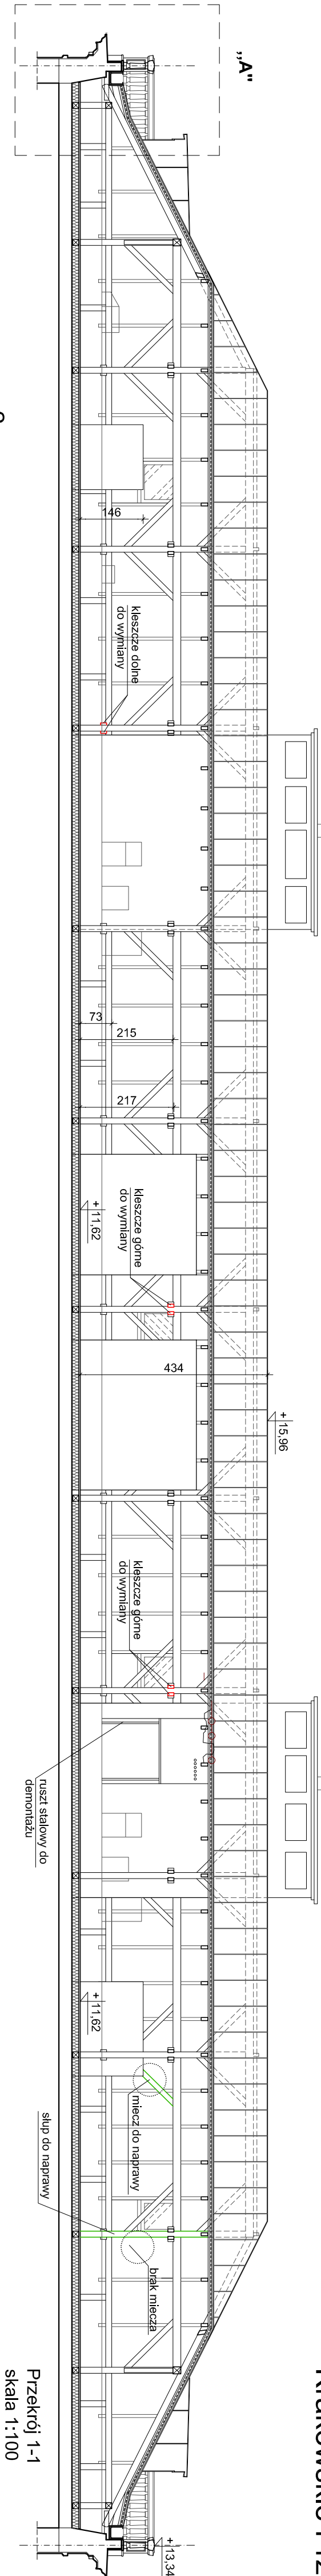 „A"
146
kleszcze dolne
do wymiany
73
215
217
+ 11,62
kleszcze górne
do wymiany
434
+ 15,96
kleszcze górne
do wymiany
ruszt stalowy do
demontażu
+ 11,62
miecz do naprawy
słup do naprawy
brak miecza
+ 13,34
Przekrój 1-1
skala 1:100